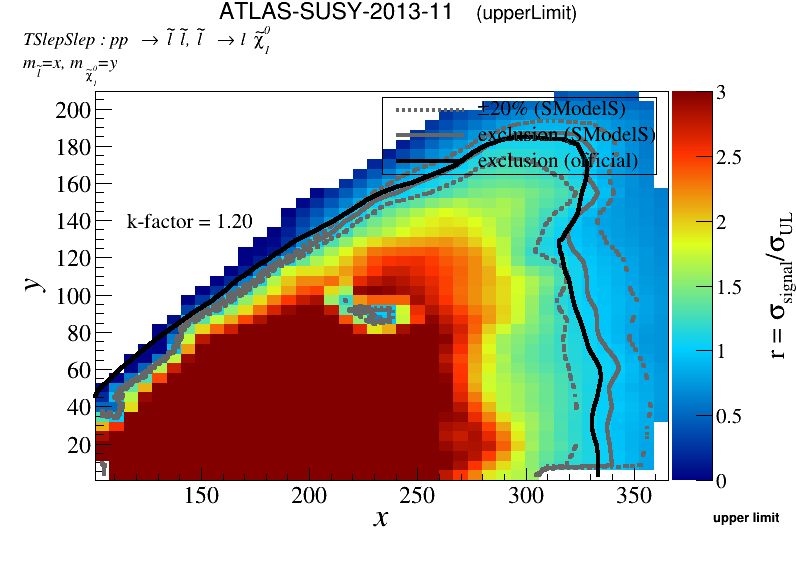 ATLAS-SUSY-2013-11 (upperLimit)
TSlepSlep : pp → l̃ l̃, l̃ → l χ̃₁⁰
m_l̃=x, m_χ̃₁⁰=y
±20% (SModelS)
exclusion (SModelS)
exclusion (official)
k-factor = 1.20
200
180
160
140
120
100
80
60
40
20
y
150
200
250
300
350
x
3
2.5
2
1.5
1
0.5
0
r = σ_signal/σ_UL
upper limit